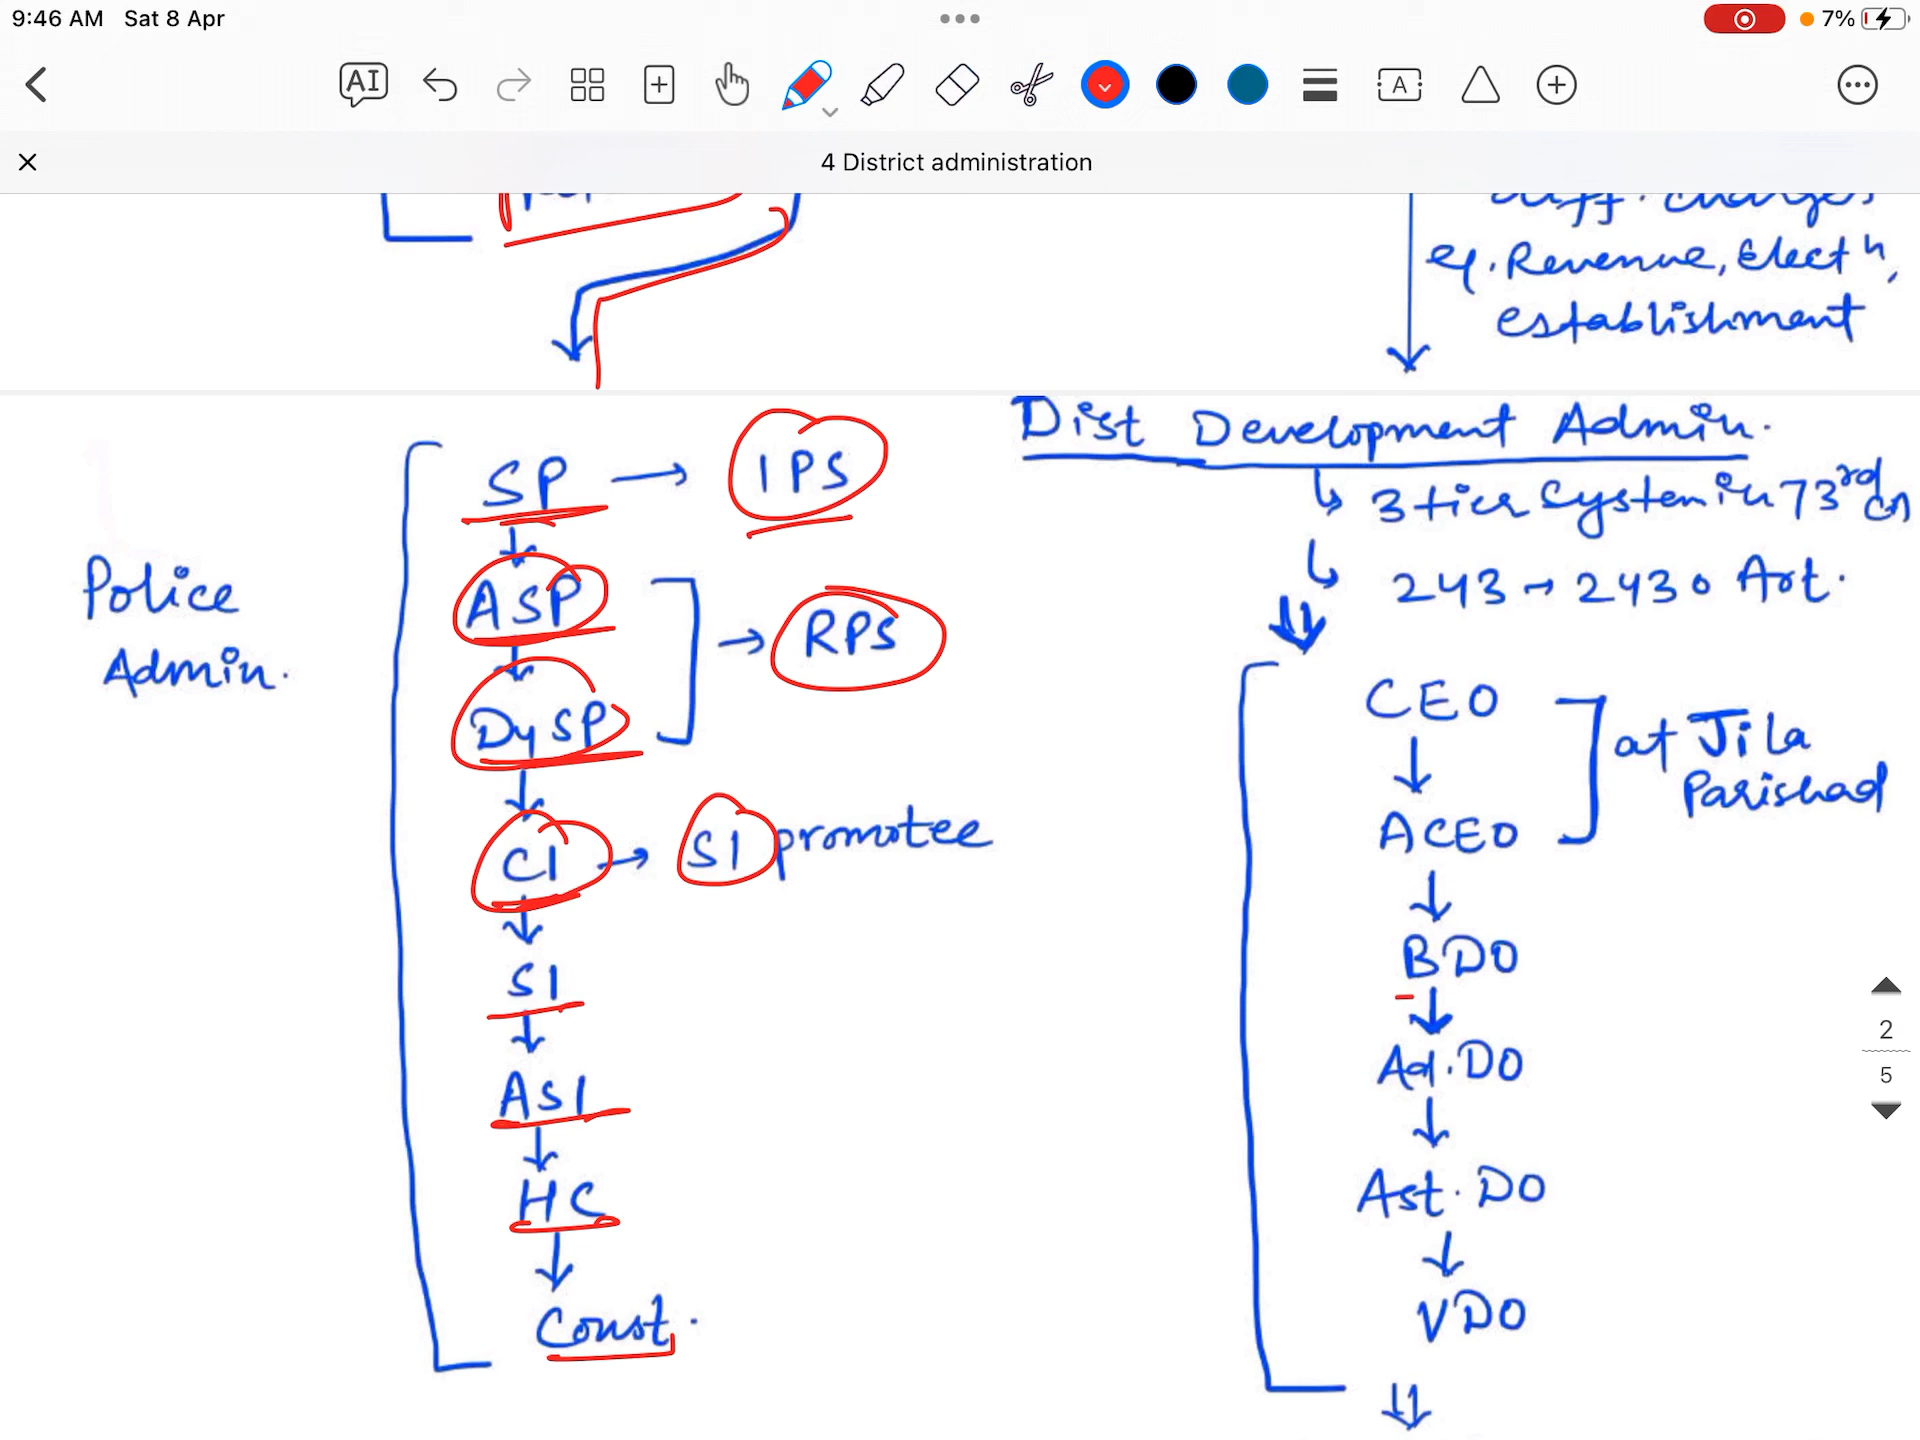 9:46 AM Sat 8 Apr
7%
AI
A
4 District administration
eg. Revenue, Electn,
establishment
Police
Admin.
SP → IPS
ASP
DySP
→ RPS
CI → SI promotee
SI
ASI
HC
Const.
Dist Development Admin.
3 tier System in 73rd
243 → 243 O Art.
CEO
ACEO
at Jila
Parishad
BDO
Ad. DO
Ast. DO
VDO
2
5